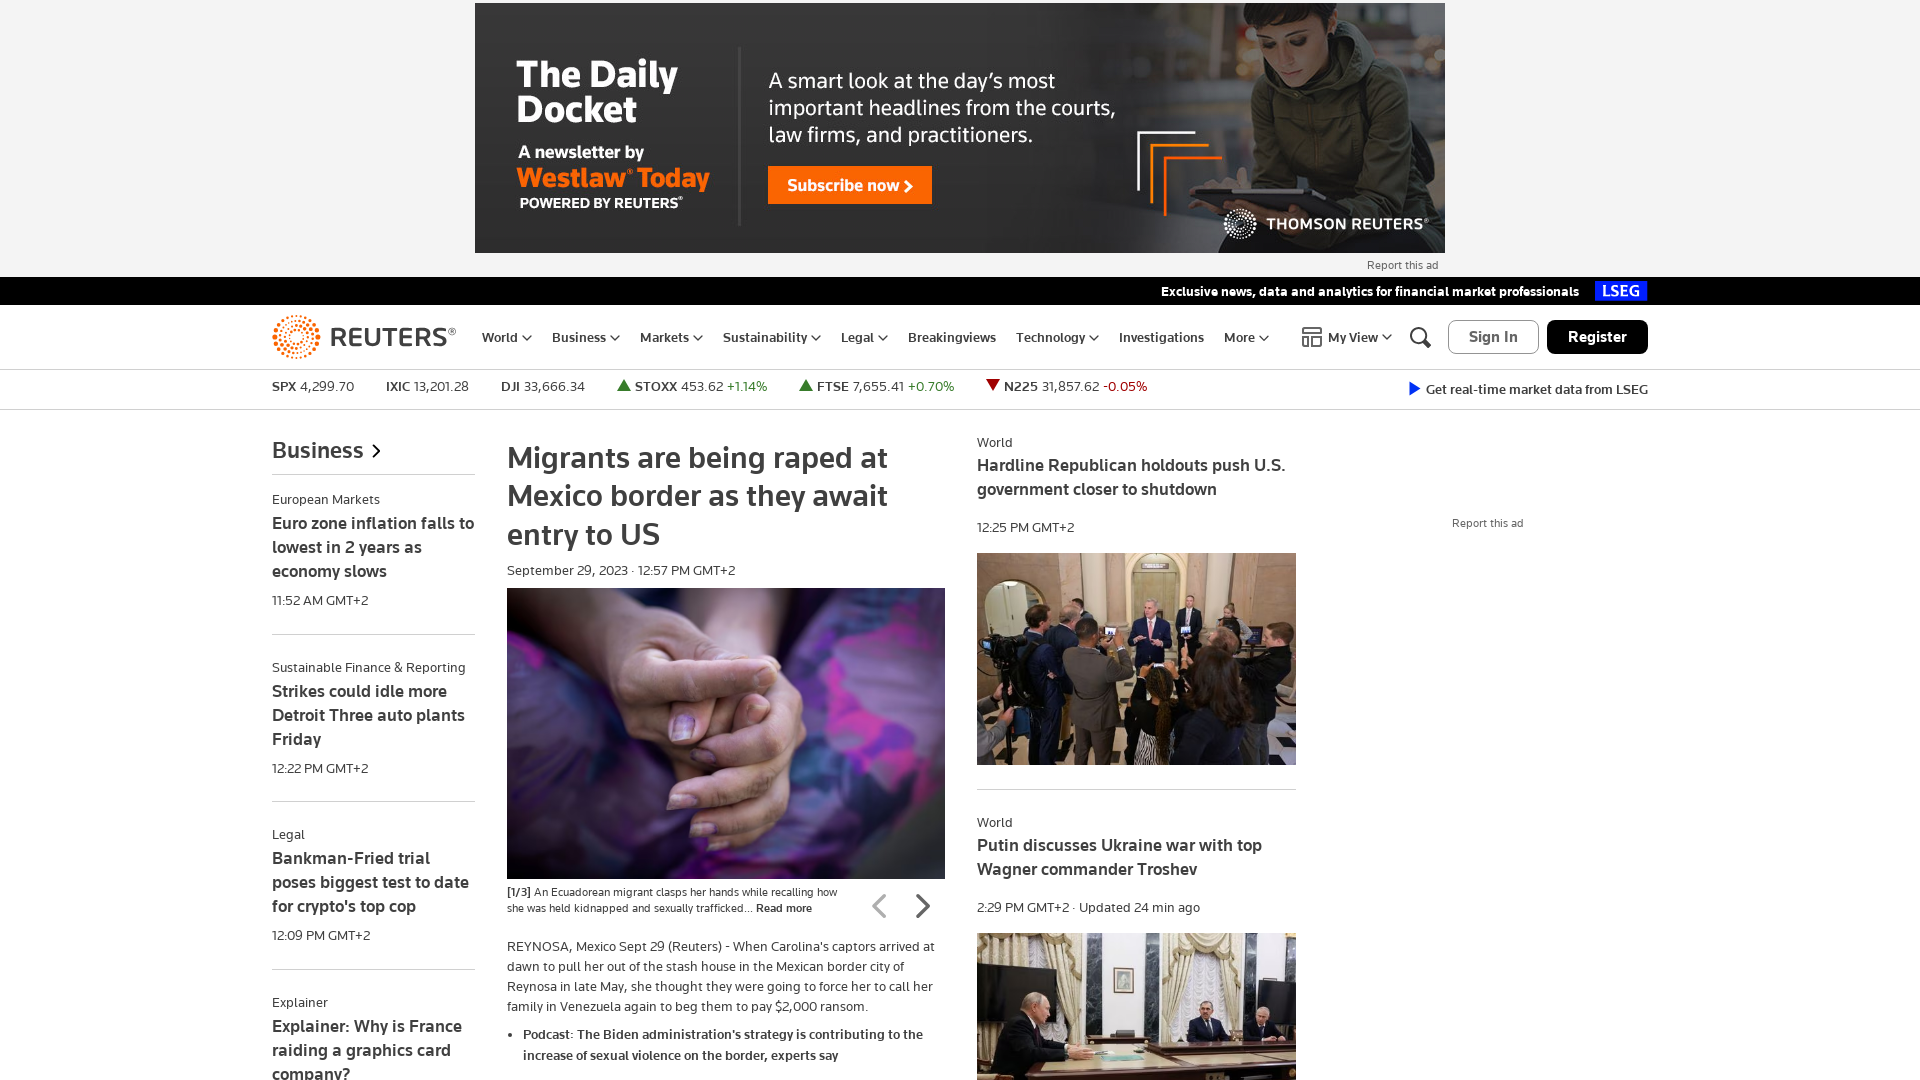 The Daily
Docket
A newsletter by
Westlaw® Today
POWERED BY REUTERS®
A smart look at the day's most
important headlines from the courts,
law firms, and practitioners.
Subscribe now
THOMSON REUTERS®
Report this ad
Exclusive news, data and analytics for financial market professionals LSEG
REUTERS® World Business Markets Sustainability Legal Breakingviews Technology Investigations More My View Sign In Register
SPX 4,299.70 IXIC 13,201.28 DJI 33,666.34 STOXX 453.62 +1.14% FTSE 7,655.41 +0.70% N225 31,857.62 -0.05% Get real-time market data from LSEG
Business
European Markets
Euro zone inflation falls to
lowest in 2 years as
economy slows
11:52 AM GMT+2
Sustainable Finance & Reporting
Strikes could idle more
Detroit Three auto plants
Friday
12:22 PM GMT+2
Legal
Bankman-Fried trial
poses biggest test to date
for crypto's top cop
12:09 PM GMT+2
Explainer
Explainer: Why is France
raiding a graphics card
company?
Migrants are being raped at
Mexico border as they await
entry to US
September 29, 2023 · 12:57 PM GMT+2
[1/3] An Ecuadorean migrant clasps her hands while recalling how
she was held kidnapped and sexually trafficked... Read more
REYNOSA, Mexico Sept 29 (Reuters) - When Carolina's captors arrived at
dawn to pull her out of the stash house in the Mexican border city of
Reynosa in late May, she thought they were going to force her to call her
family in Venezuela again to beg them to pay $2,000 ransom.
• Podcast: The Biden administration's strategy is contributing to the
increase of sexual violence on the border, experts say
World
Hardline Republican holdouts push U.S.
government closer to shutdown
12:25 PM GMT+2
World
Putin discusses Ukraine war with top
Wagner commander Troshev
2:29 PM GMT+2 · Updated 24 min ago
Report this ad